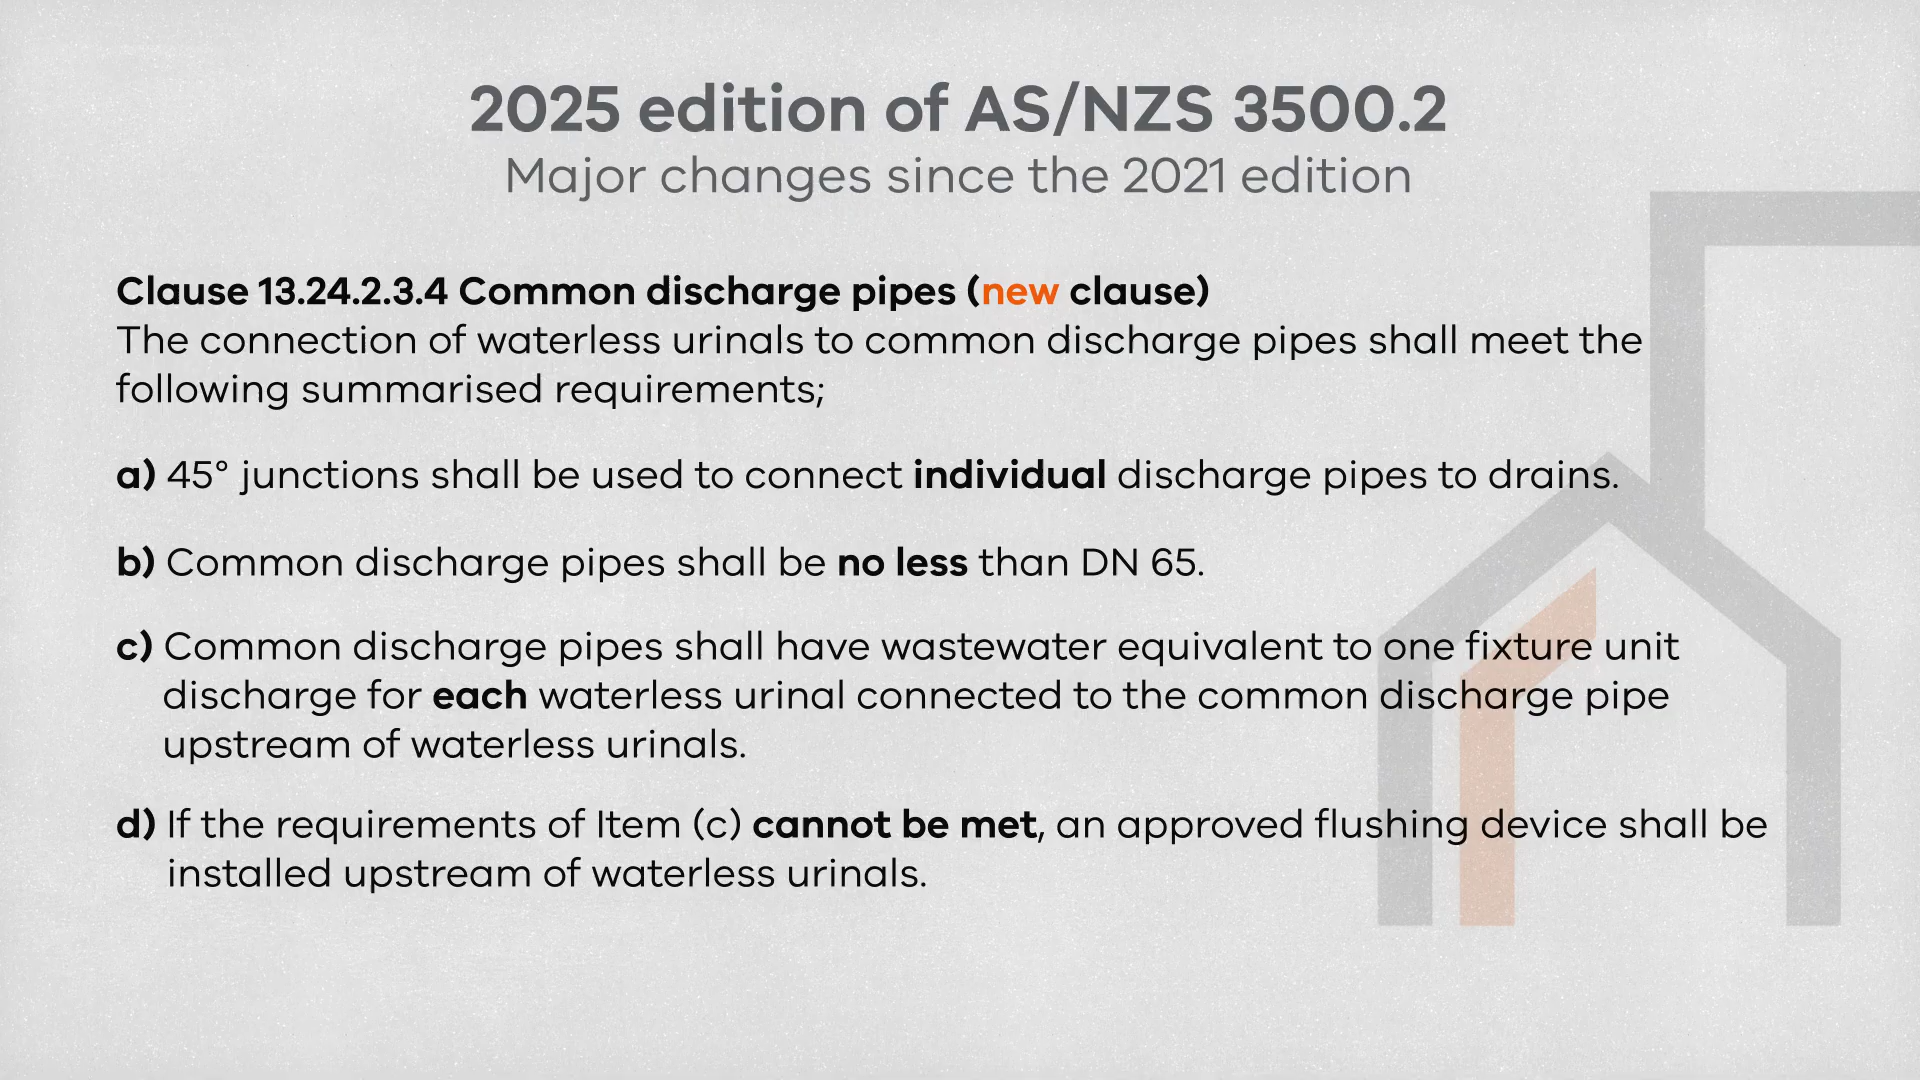 2025 edition of AS/NZS 3500.2
Major changes since the 2021 edition
Clause 13.24.2.3.4 Common discharge pipes (new clause)
The connection of waterless urinals to common discharge pipes shall meet the
following summarised requirements;
a) 45° junctions shall be used to connect individual discharge pipes to drains.
b) Common discharge pipes shall be no less than DN 65.
c) Common discharge pipes shall have wastewater equivalent to one fixture unit
discharge for each waterless urinal connected to the common discharge pipe
upstream of waterless urinals.
d) If the requirements of Item (c) cannot be met, an approved flushing device shall be
installed upstream of waterless urinals.